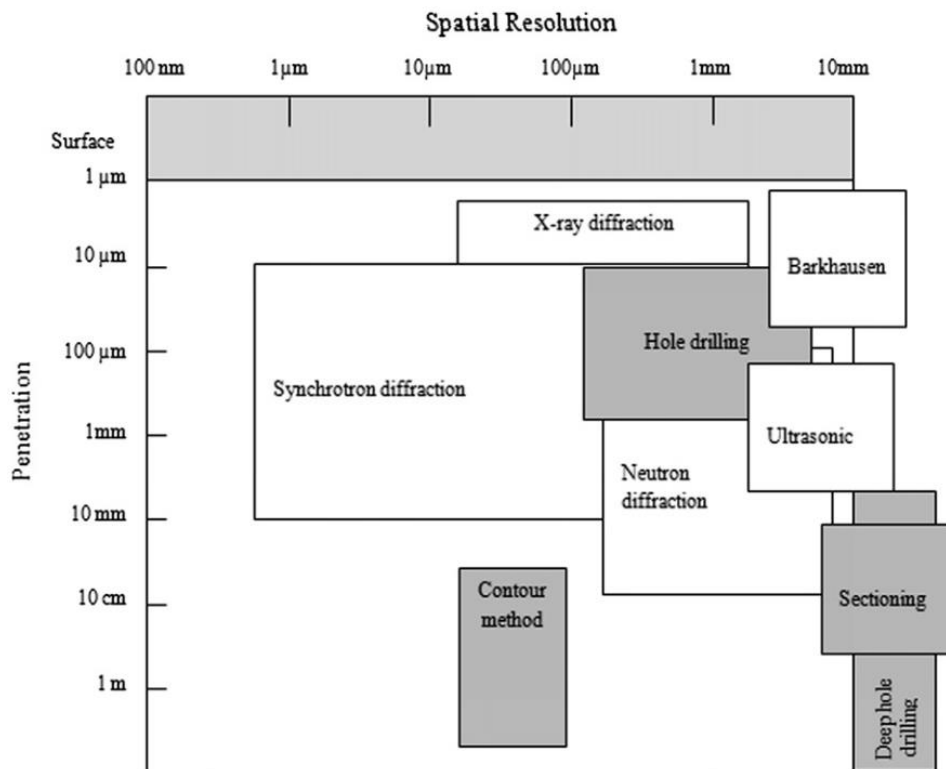 Spatial Resolution
100 nm 1µm 10µm 100µm 1mm 10mm
Surface
1 µm
X-ray diffraction
10 µm
Barkhausen
Hole drilling
100 µm
Synchrotron diffraction
1mm
Ultrasonic
Neutron
diffraction
10 mm
Contour
method
10 cm
Sectioning
1 m
Deep hole
drilling
Penetration